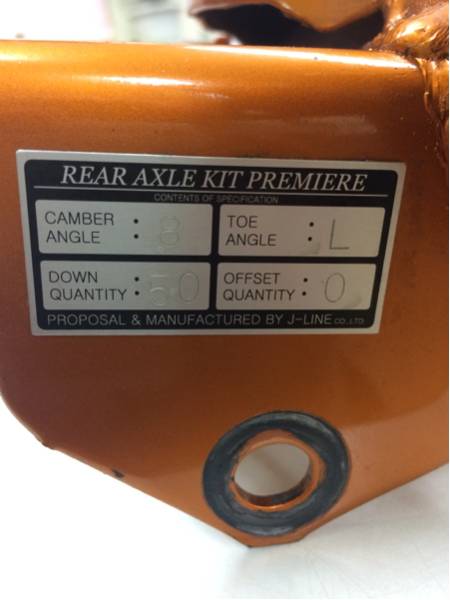 REAR AXLE KIT PREMIERE
CONTENTS OF SPECIFICATION
CAMBER ANGLE : 8
TOE ANGLE : L
DOWN QUANTITY : 50
OFFSET QUANTITY : 0
PROPOSAL & MANUFACTURED BY J-LINE CO.,LTD.